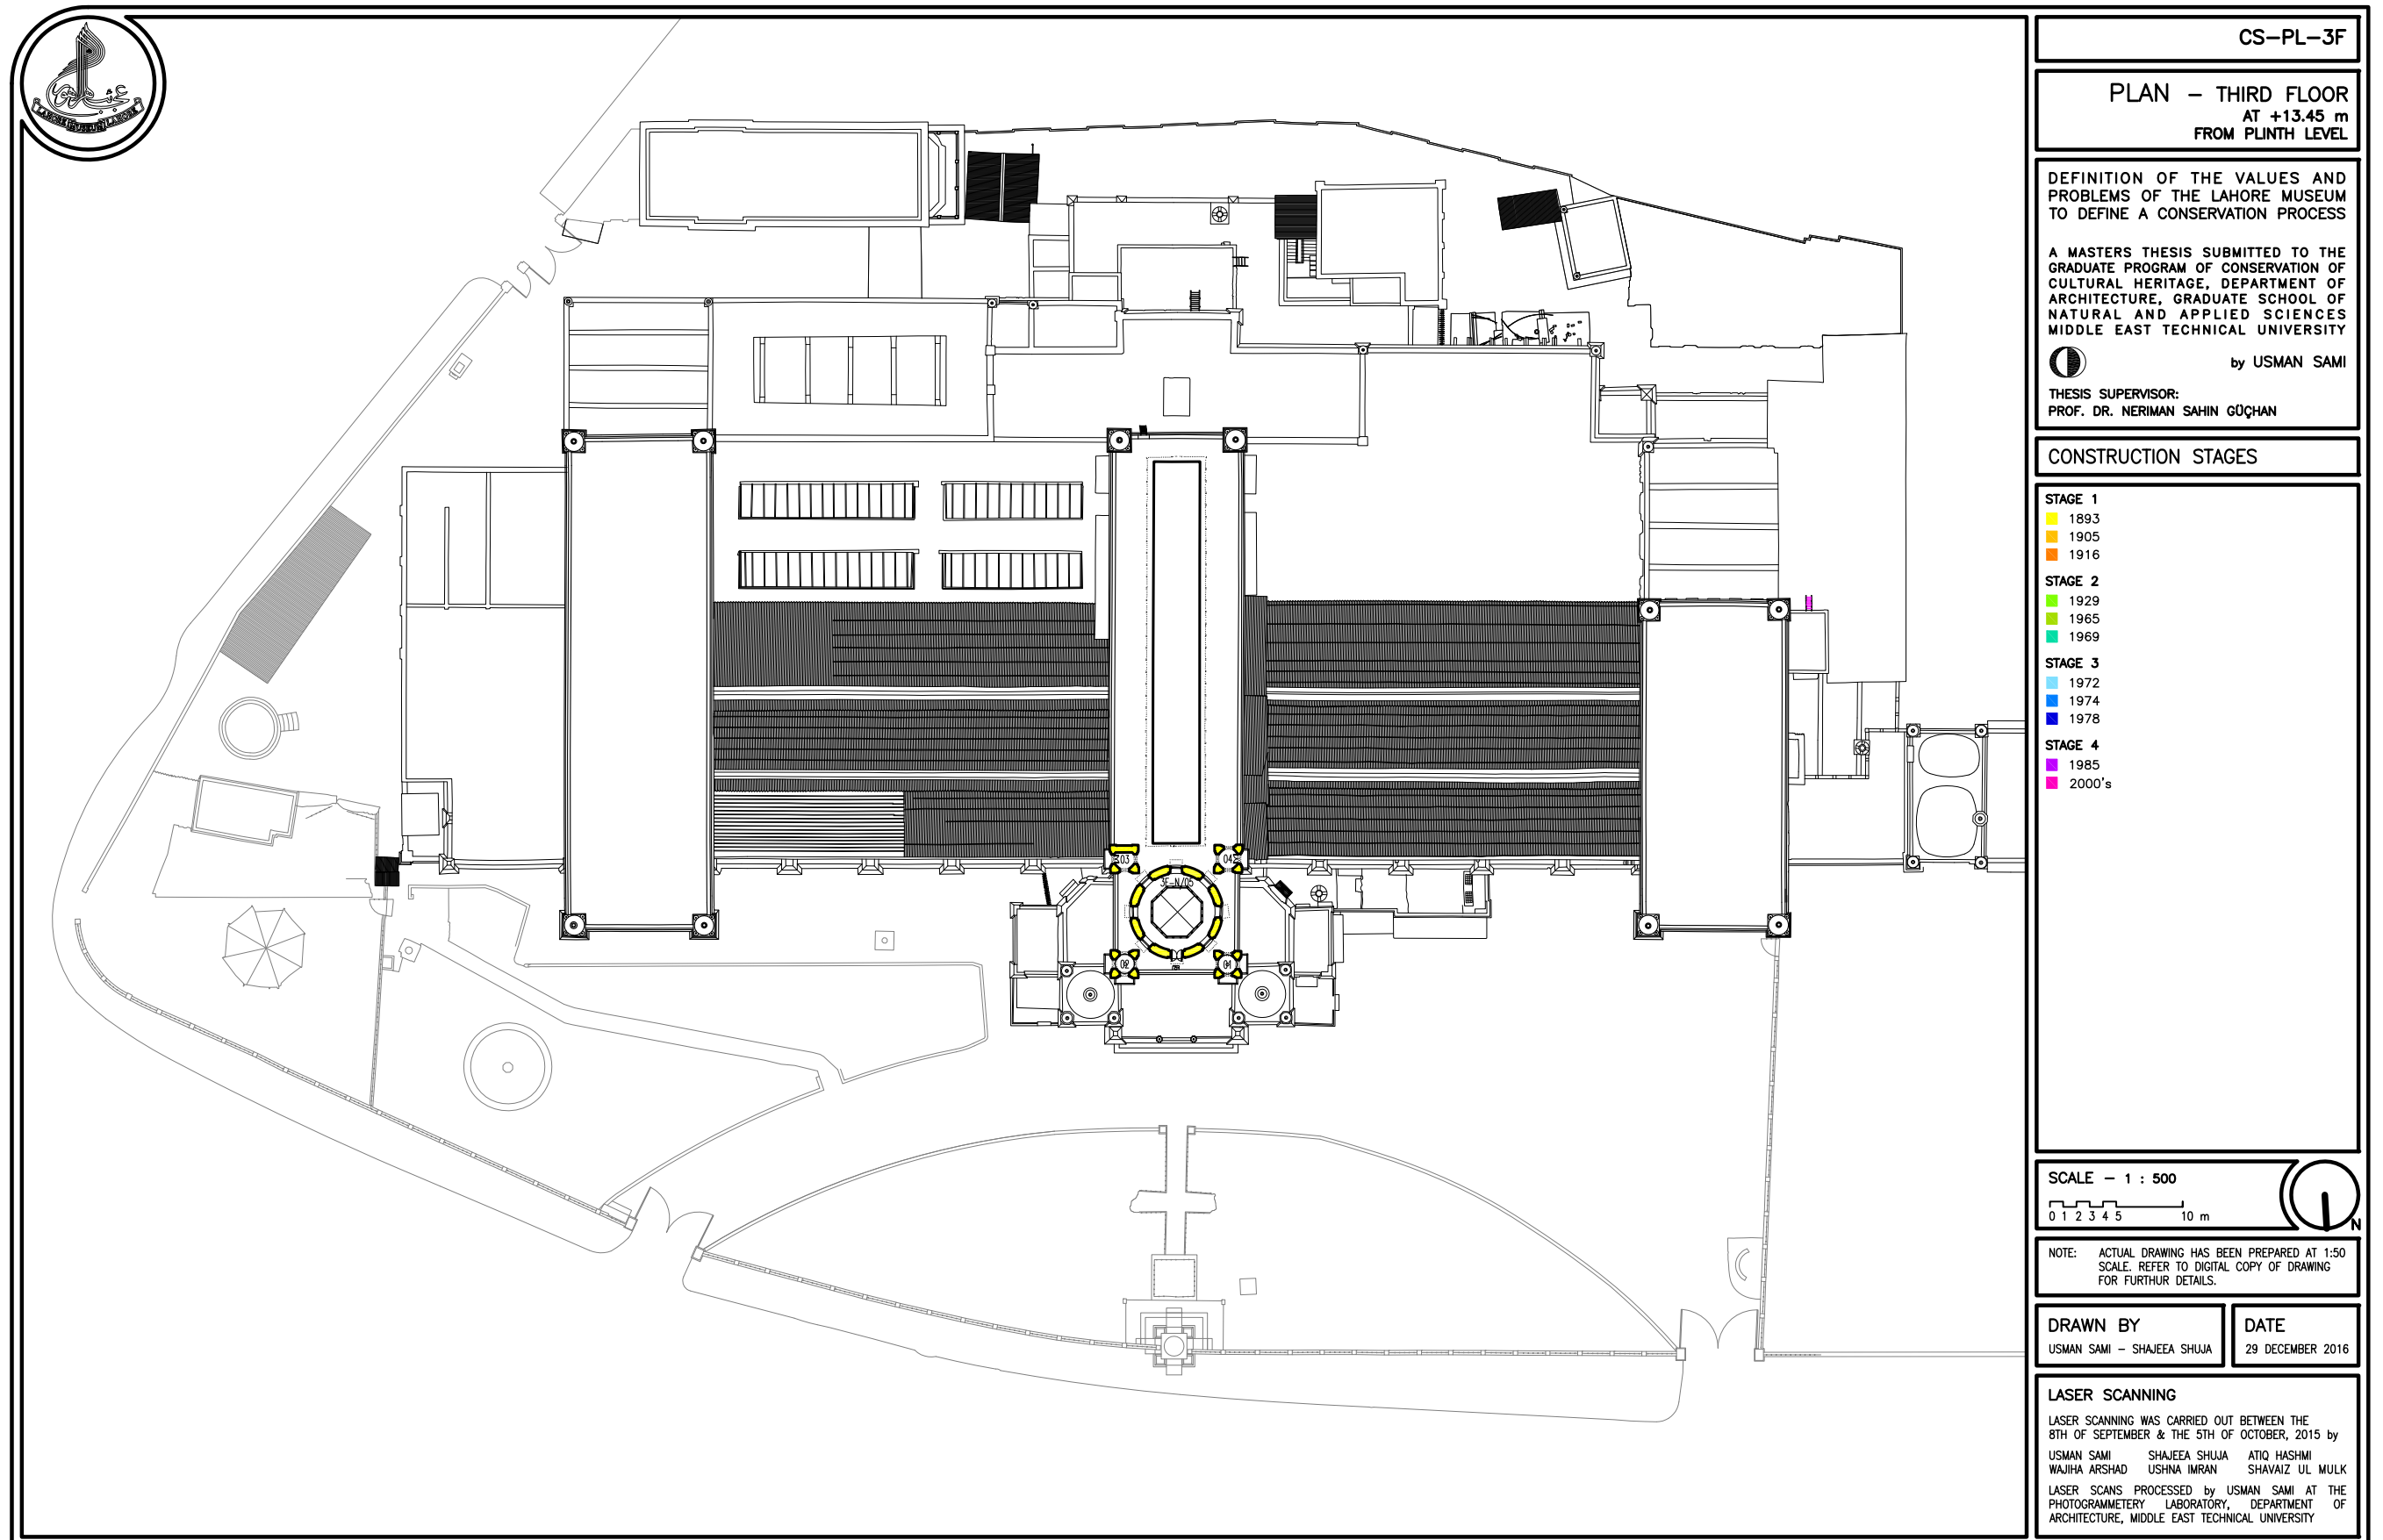 LAHORE MUSEUM LAHORE
CS-PL-3F
PLAN - THIRD FLOOR
AT +13.45 m
FROM PLINTH LEVEL
DEFINITION OF THE VALUES AND
PROBLEMS OF THE LAHORE MUSEUM
TO DEFINE A CONSERVATION PROCESS
A MASTERS THESIS SUBMITTED TO THE
GRADUATE PROGRAM OF CONSERVATION OF
CULTURAL HERITAGE, DEPARTMENT OF
ARCHITECTURE, GRADUATE SCHOOL OF
NATURAL AND APPLIED SCIENCES
MIDDLE EAST TECHNICAL UNIVERSITY
by USMAN SAMI
THESIS SUPERVISOR:
PROF. DR. NERIMAN SAHIN GÜÇHAN
CONSTRUCTION STAGES
STAGE 1
1893
1905
1916
STAGE 2
1929
1965
1969
STAGE 3
1972
1974
1978
STAGE 4
1985
2000's
03
04
3F-N/05
02
01
SCALE - 1 : 500
0 1 2 3 4 5 10 m
N
NOTE: ACTUAL DRAWING HAS BEEN PREPARED AT 1:50
SCALE. REFER TO DIGITAL COPY OF DRAWING
FOR FURTHUR DETAILS.
DRAWN BY
USMAN SAMI - SHAJEEA SHUJA
DATE
29 DECEMBER 2016
LASER SCANNING
LASER SCANNING WAS CARRIED OUT BETWEEN THE
8TH OF SEPTEMBER & THE 5TH OF OCTOBER, 2015 by
USMAN SAMI SHAJEEA SHUJA ATIQ HASHMI
WAJIHA ARSHAD USHNA IMRAN SHAVAIZ UL MULK
LASER SCANS PROCESSED by USMAN SAMI AT THE
PHOTOGRAMMETERY LABORATORY, DEPARTMENT OF
ARCHITECTURE, MIDDLE EAST TECHNICAL UNIVERSITY